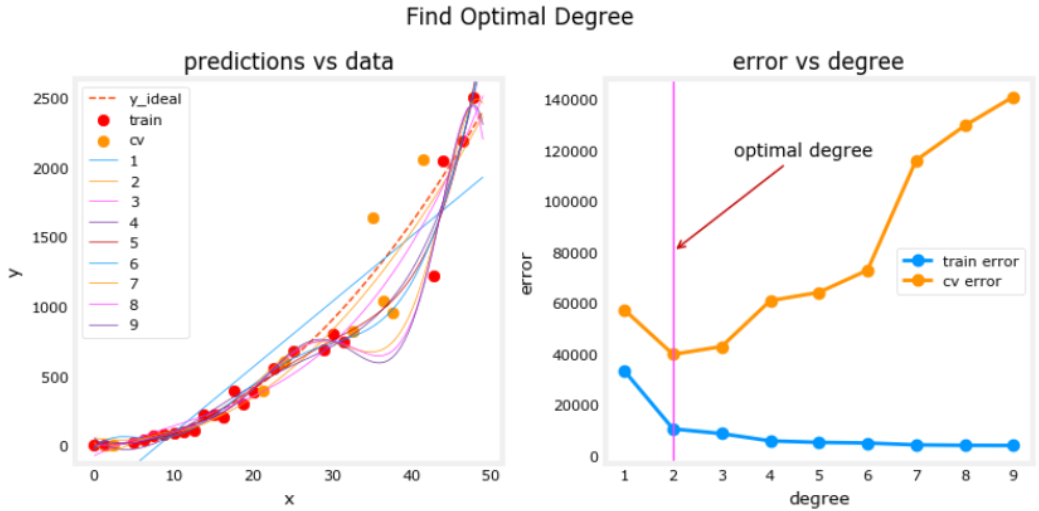 Find Optimal Degree
predictions vs data
y_ideal
train
cv
1
2
3
4
5
6
7
8
9
2500
2000
1500
1000
500
0
y
0 10 20 30 40 50
x
error vs degree
optimal degree
train error
cv error
140000
120000
100000
80000
60000
40000
20000
0
error
1 2 3 4 5 6 7 8 9
degree